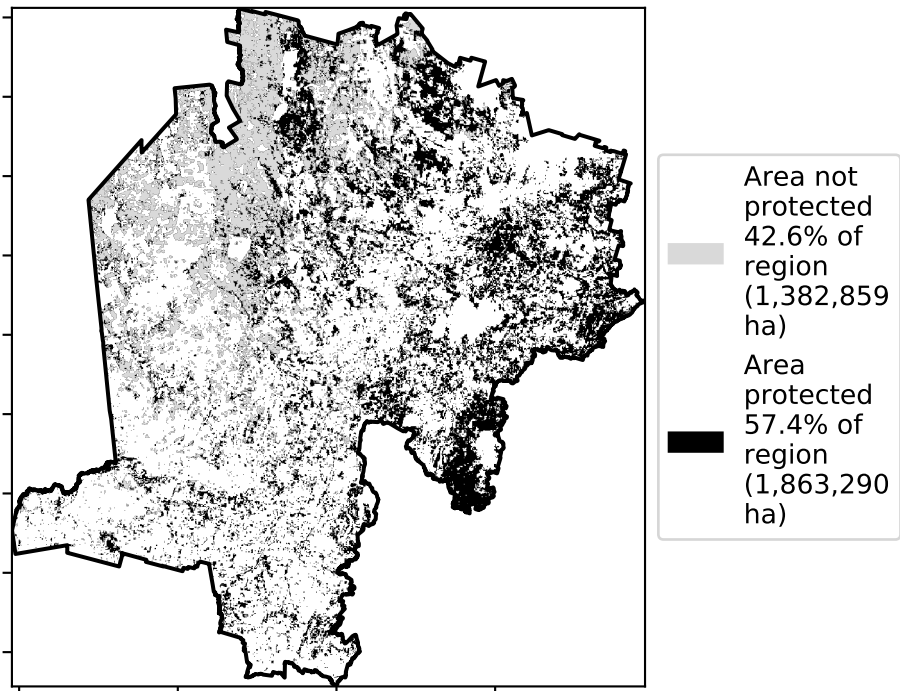 Area not
protected
42.6% of
region
(1,382,859
ha)
Area
protected
57.4% of
region
(1,863,290
ha)